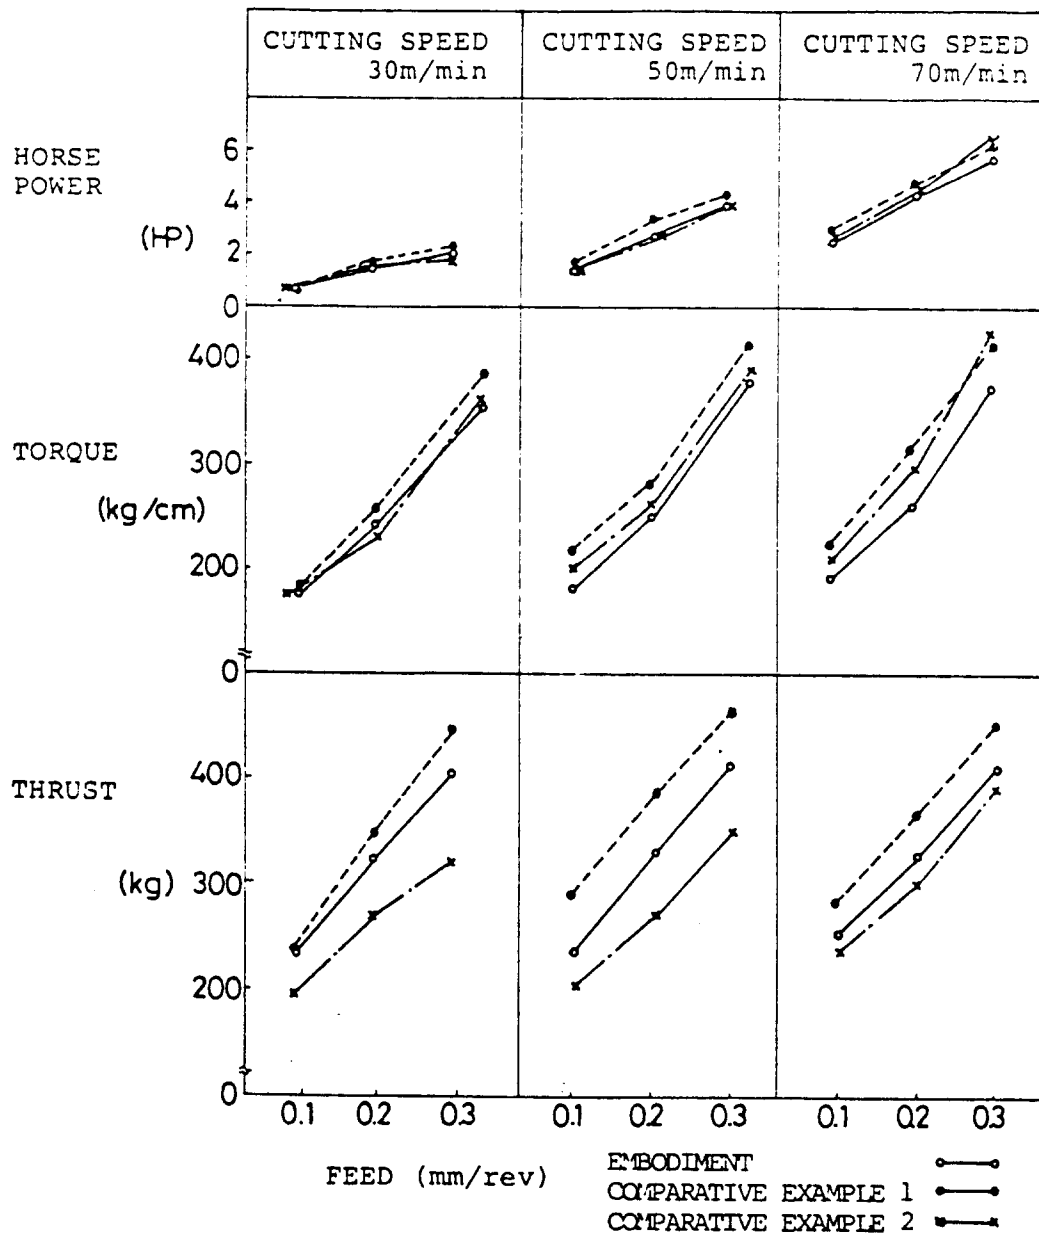 CUTTING SPEED
30m/min
CUTTING SPEED
50m/min
CUTTING SPEED
70m/min
HORSE
POWER
(HP)
6
4
2
0
TORQUE
(kg/cm)
400
300
200
0
THRUST
(kg)
400
300
200
0
0.1 0.2 0.3 0.1 0.2 0.3 0.1 0.2 0.3
FEED (mm/rev)
EMBODIMENT
COMPARATIVE EXAMPLE 1
COMPARATIVE EXAMPLE 2